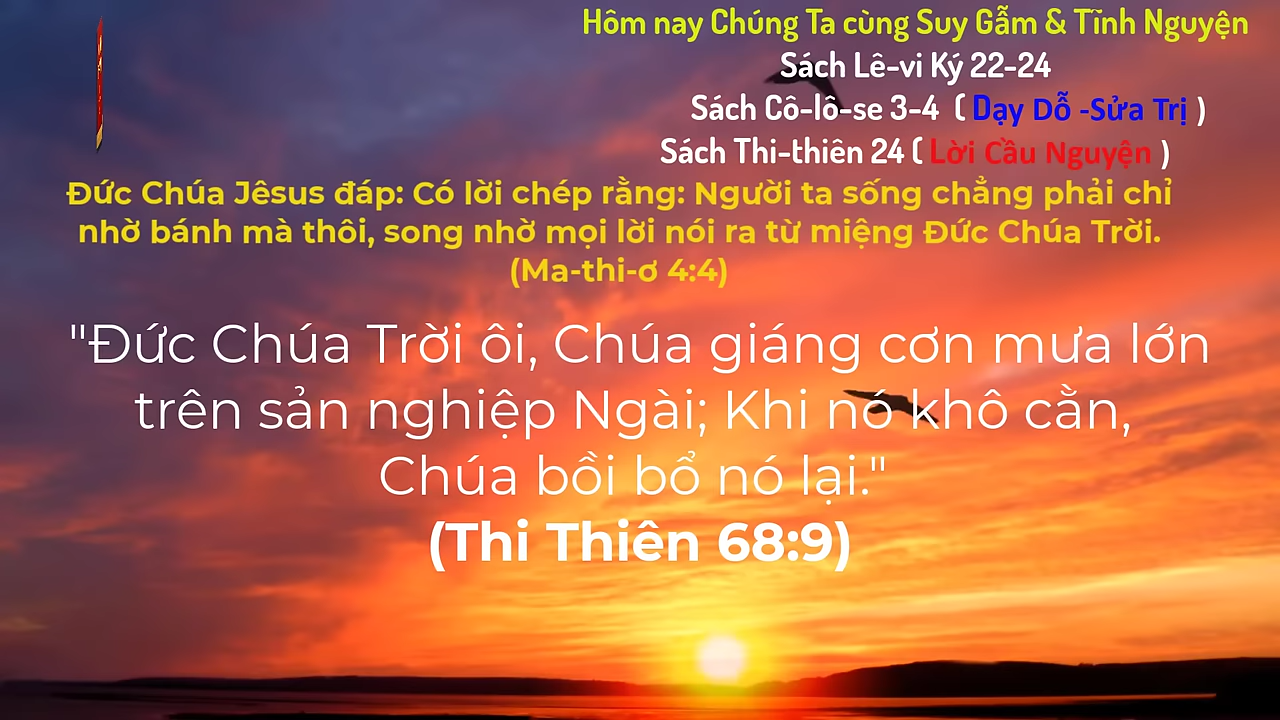 Hôm nay Chúng Ta cùng Suy Gẫm & Tĩnh Nguyện
Sách Lê-vi Ký 22-24
Sách Cô-lô-se 3-4 ( Dạy Dỗ -Sửa Trị )
Sách Thi-thiên 24 ( Lời Cầu Nguyện )
Đức Chúa Jêsus đáp: Có lời chép rằng: Người ta sống chẳng phải chỉ
nhờ bánh mà thôi, song nhờ mọi lời nói ra từ miệng Đức Chúa Trời.
(Ma-thi-ơ 4:4)
"Đức Chúa Trời ôi, Chúa giáng cơn mưa lớn
trên sản nghiệp Ngài; Khi nó khô cằn,
Chúa bồi bổ nó lại."
(Thi Thiên 68:9)